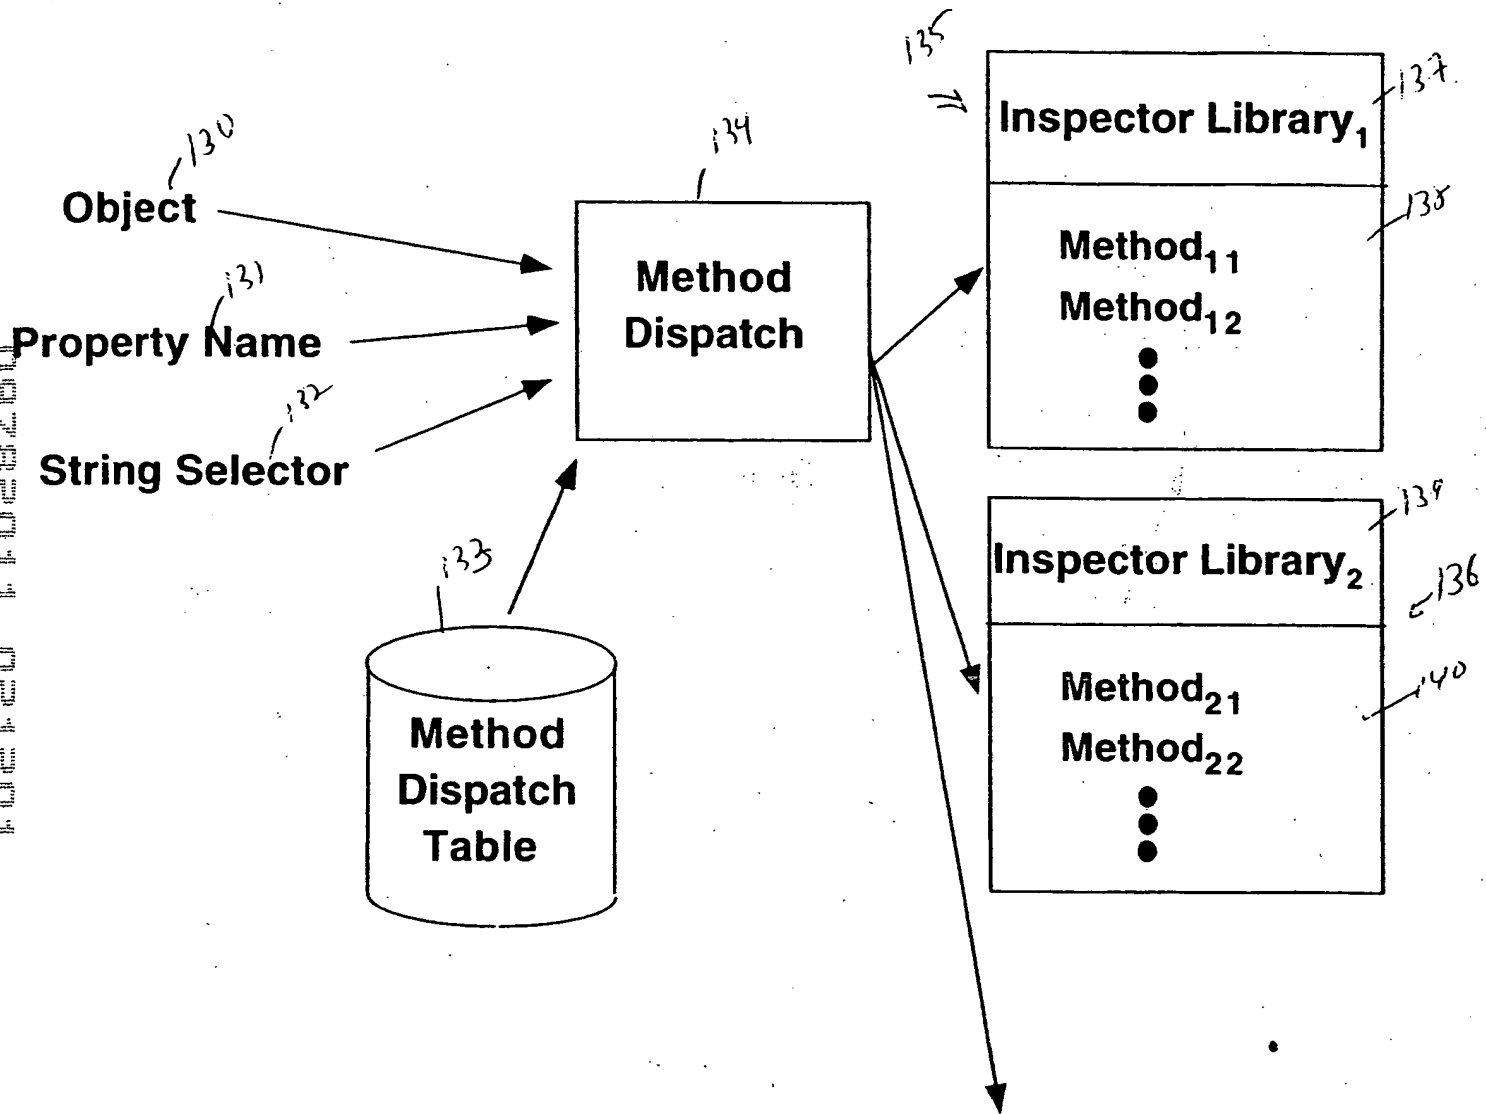 135
137
Inspector Library₁
130
134
Object
138
Method₁₁
Method₁₂
131
Method
Dispatch
Property Name
132
String Selector
139
Inspector Library₂
136
133
140
Method₂₁
Method₂₂
Method
Dispatch
Table